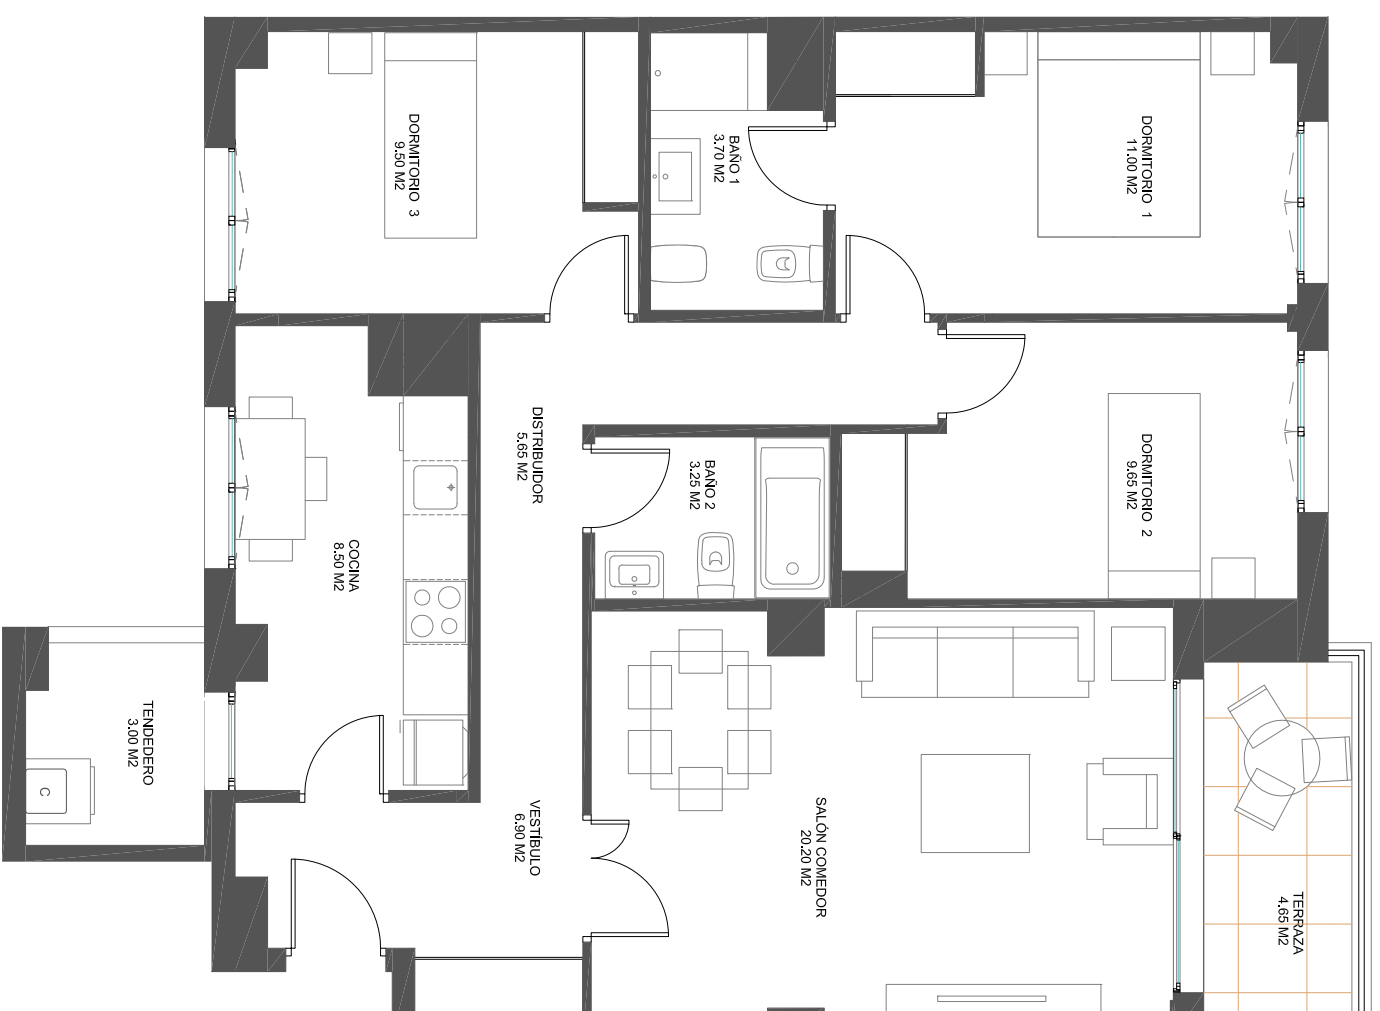 DORMITORIO 3
9.50 M2
BAÑO 1
3.70 M2
DORMITORIO 1
11.00 M2
DISTRIBUIDOR
5.65 M2
BAÑO 2
3.25 M2
DORMITORIO 2
9.65 M2
COCINA
8.50 M2
TENDEDERO
3.00 M2
C
VESTÍBULO
6.90 M2
SALÓN COMEDOR
20.20 M2
TERRAZA
4.65 M2